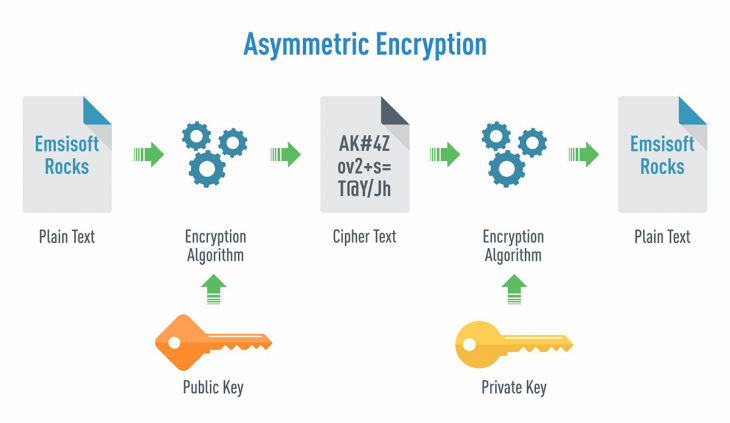 Asymmetric Encryption
Emsisoft
Rocks
AK#4Z
ov2+s=
T@Y/Jh
Emsisoft
Rocks
Plain Text
Encryption
Algorithm
Cipher Text
Encryption
Algorithm
Plain Text
Public Key
Private Key